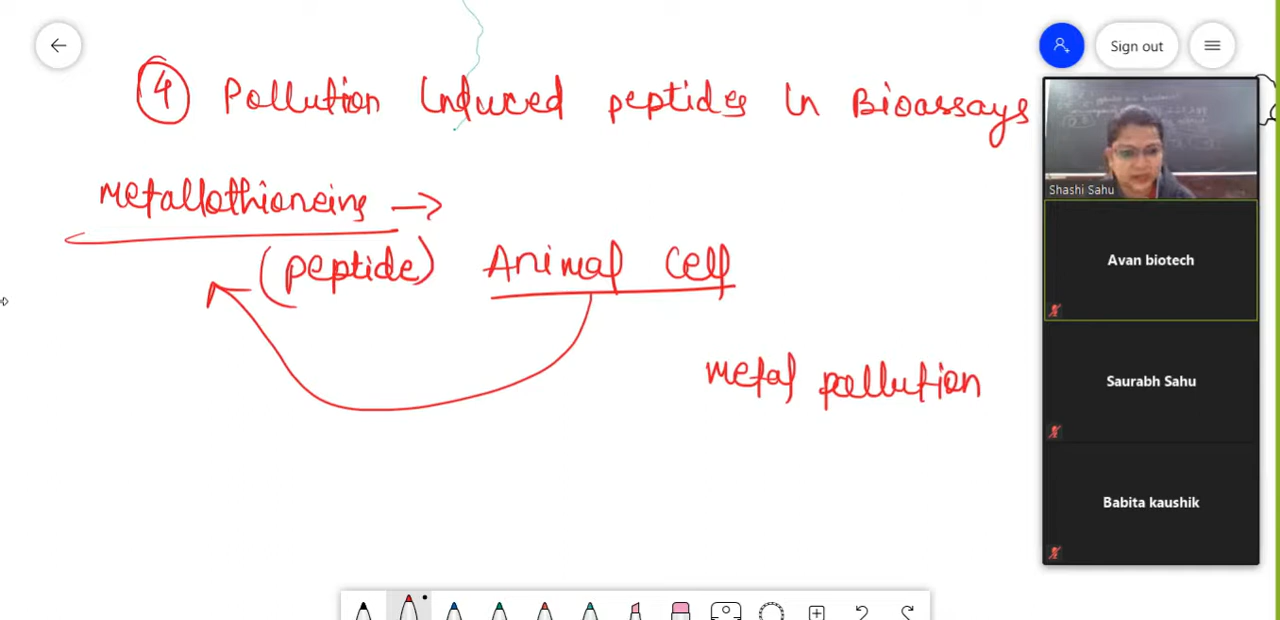 Sign out
④ Pollution Induced peptides in Bioassays
Shashi Sahu
metallothioneins →
(peptide) Animal Cell
Avan biotech
metal pollution
Saurabh Sahu
Babita kaushik